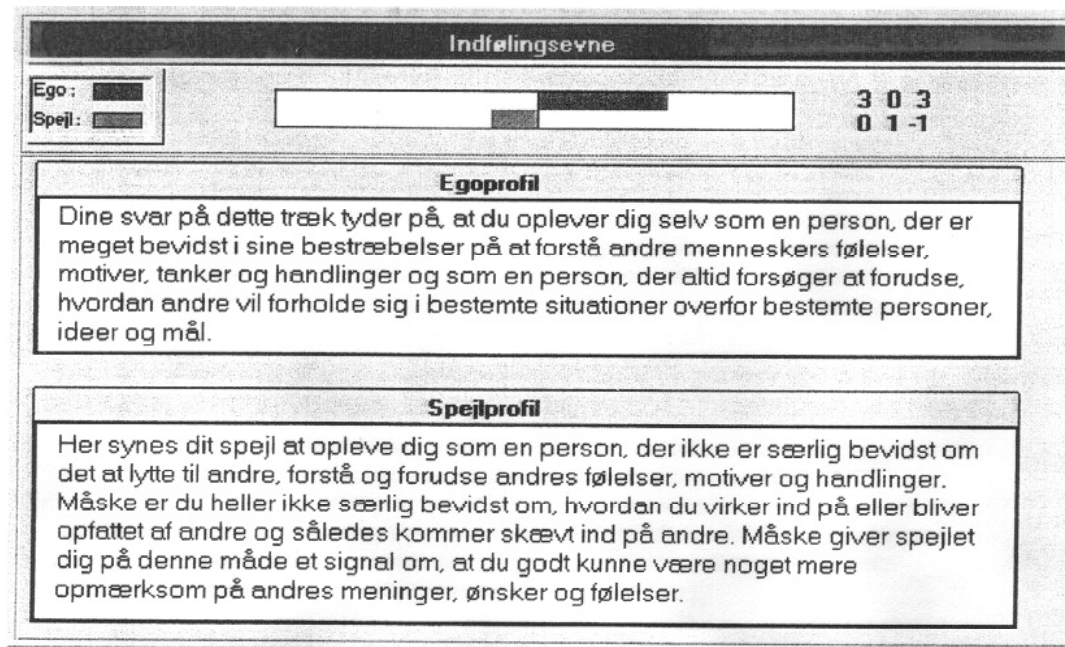 Indfølingsevne
Ego:
Spejl:
3 0 3
0 1 -1
Egoprofil
Dine svar på dette træk tyder på, at du oplever dig selv som en person, der er
meget bevidst i sine bestræbelser på at forstå andre menneskers følelser,
motiver, tanker og handlinger og som en person, der altid forsøger at forudse,
hvordan andre vil forholde sig i bestemte situationer overfor bestemte personer,
ideer og mål.
Spejlprofil
Her synes dit spejl at opleve dig som en person, der ikke er særlig bevidst om
det at lytte til andre, forstå og forudse andres følelser, motiver og handlinger.
Måske er du heller ikke særlig bevidst om, hvordan du virker ind på eller bliver
opfattet af andre og således kommer skævt ind på andre. Måske giver spejlet
dig på denne måde et signal om, at du godt kunne være noget mere
opmærksom på andres meninger, ønsker og følelser.